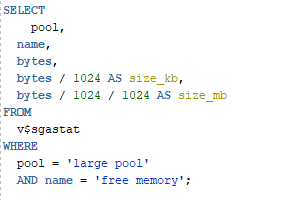 SELECT
    pool,
  name,
  bytes,
  bytes / 1024 AS size_kb,
  bytes / 1024 / 1024 AS size_mb
FROM
  v$sgastat
WHERE
  pool = 'large pool'
  AND name = 'free memory';